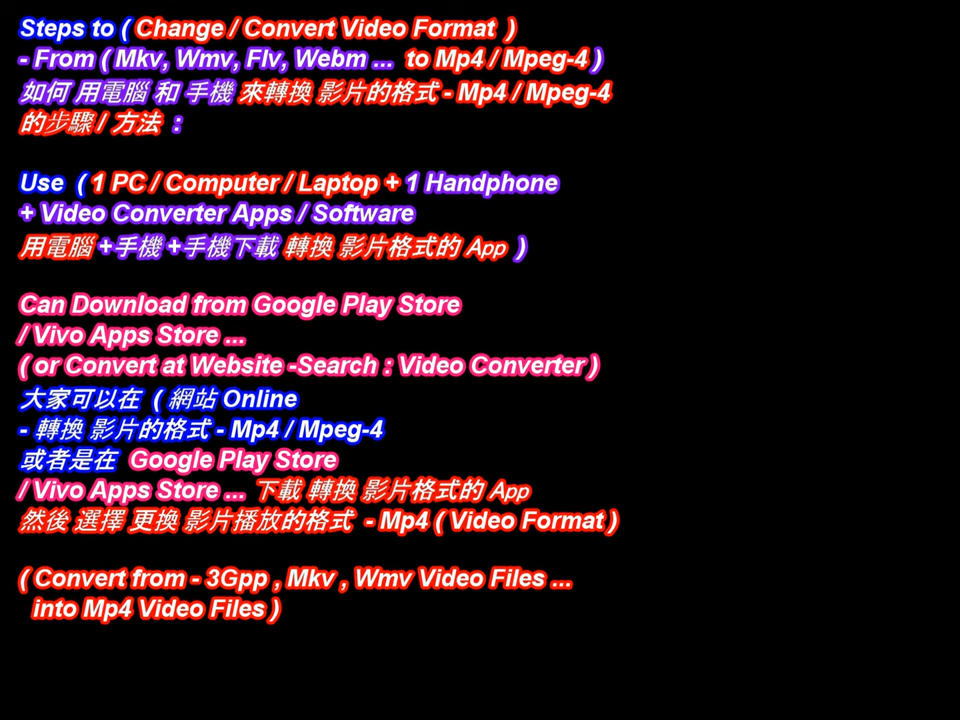 Steps to ( Change / Convert Video Format )
- From ( Mkv, Wmv, Flv, Webm ... to Mp4 / Mpeg-4 )
如何 用電腦 和 手機 來轉換 影片的格式 - Mp4 / Mpeg-4
的步驟 / 方法 :
Use ( 1 PC / Computer / Laptop + 1 Handphone
+ Video Converter Apps / Software
用電腦 +手機 +手機下載 轉換 影片格式的 App )
Can Download from Google Play Store
/ Vivo Apps Store ...
( or Convert at Website -Search : Video Converter )
大家可以在 ( 網站 Online
- 轉換 影片的格式 - Mp4 / Mpeg-4
或者是在 Google Play Store
/ Vivo Apps Store ... 下載 轉換 影片格式的 App
然後 選擇 更換 影片播放的格式 - Mp4 ( Video Format )
( Convert from - 3Gpp , Mkv , Wmv Video Files ...
into Mp4 Video Files )